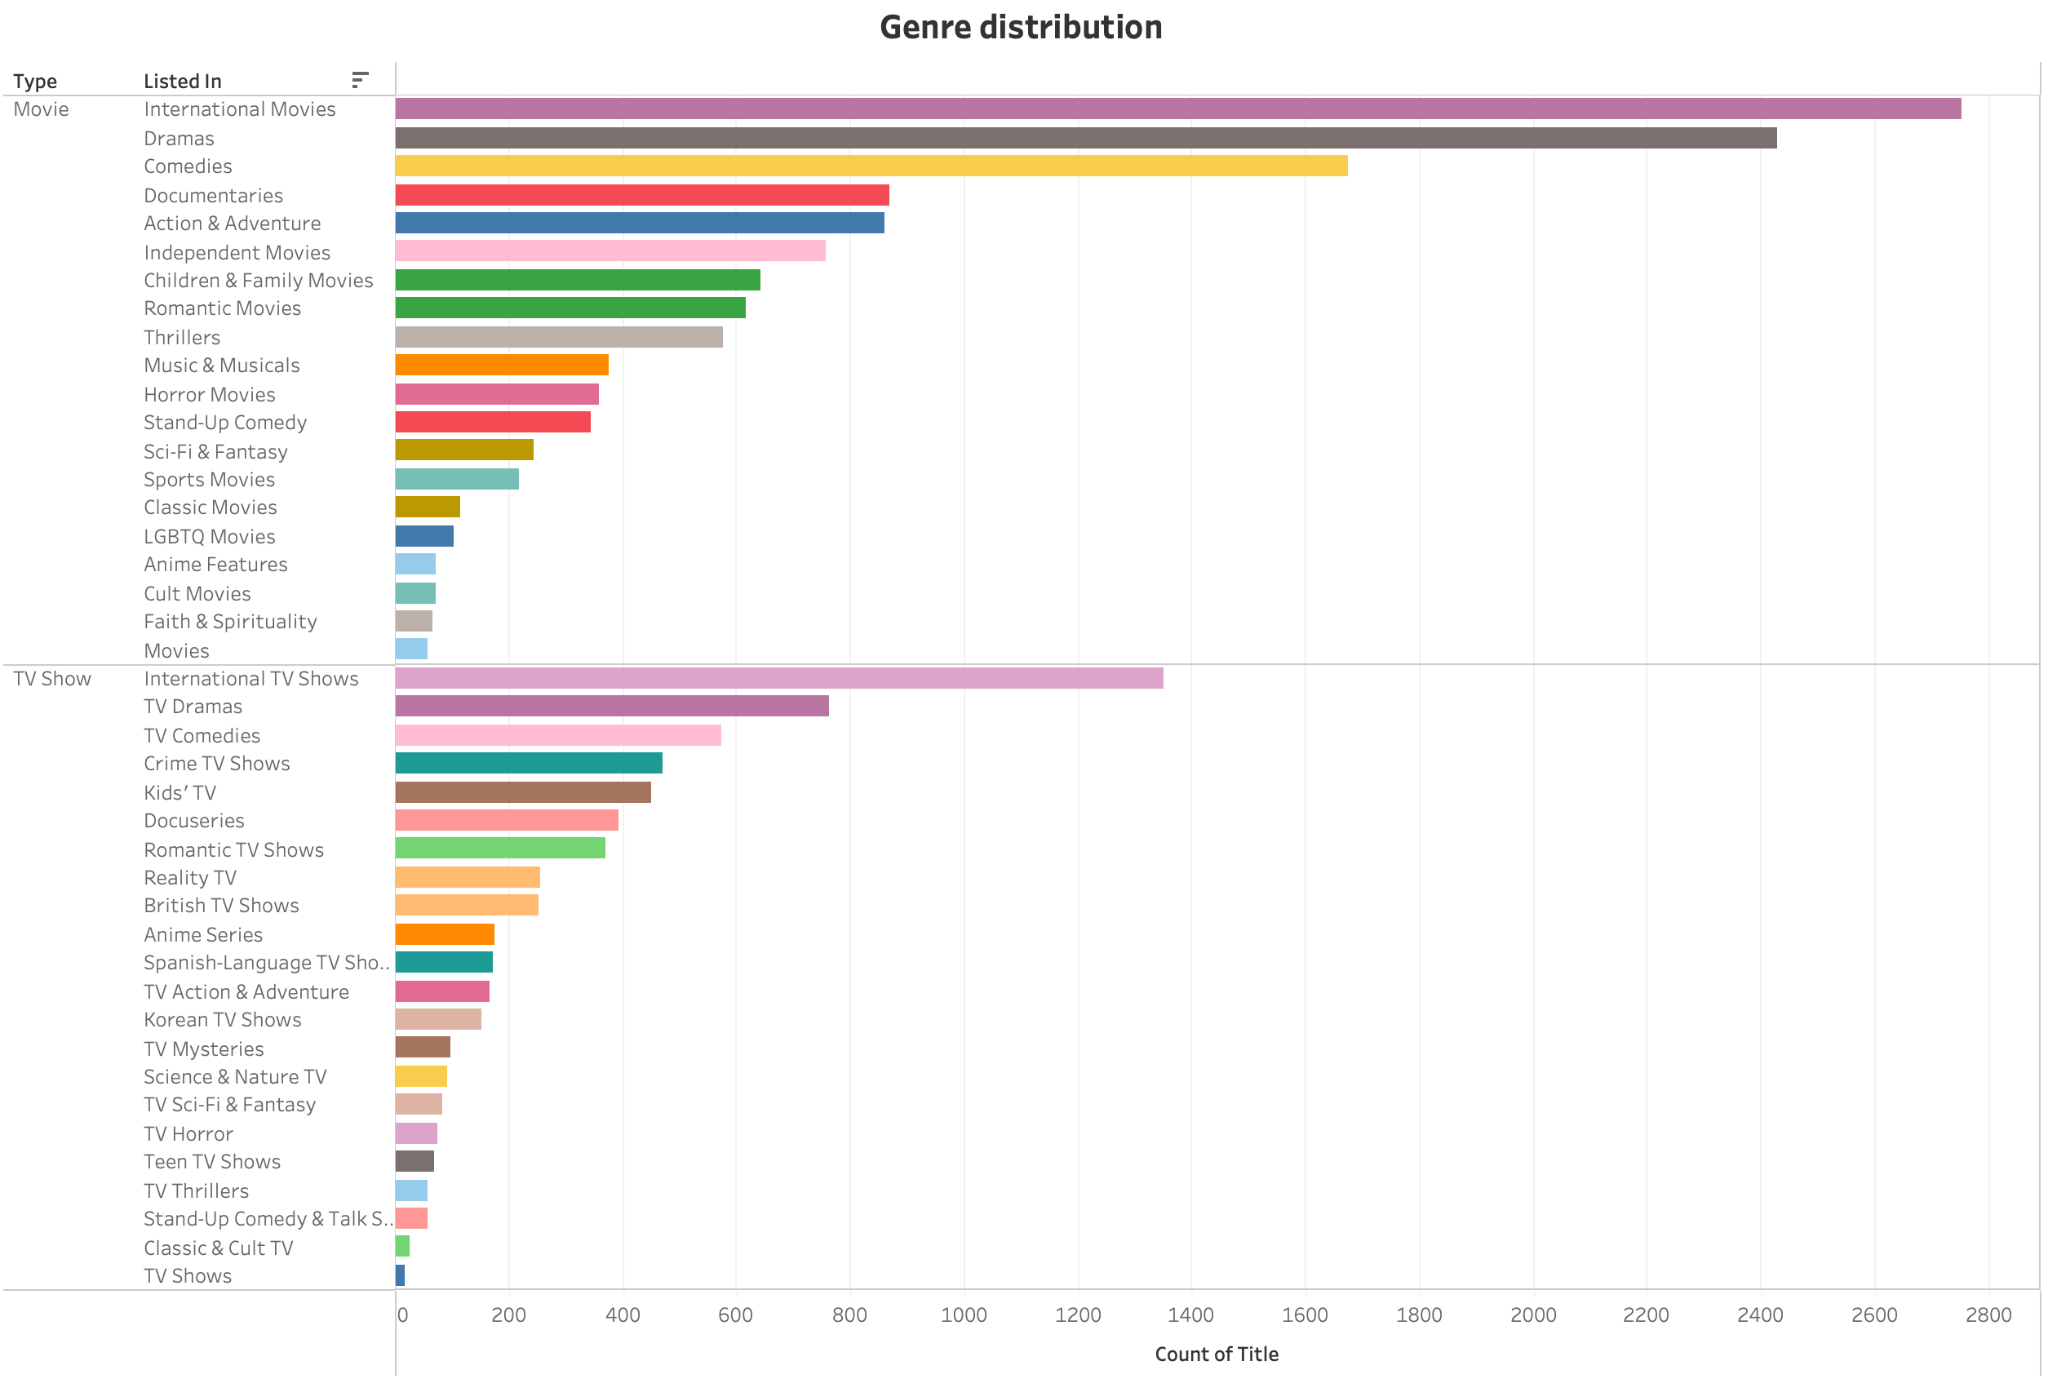 Genre distribution
Type Listed In
Movie International Movies
Dramas
Comedies
Documentaries
Action & Adventure
Independent Movies
Children & Family Movies
Romantic Movies
Thrillers
Music & Musicals
Horror Movies
Stand-Up Comedy
Sci-Fi & Fantasy
Sports Movies
Classic Movies
LGBTQ Movies
Anime Features
Cult Movies
Faith & Spirituality
Movies
TV Show International TV Shows
TV Dramas
TV Comedies
Crime TV Shows
Kids’ TV
Docuseries
Romantic TV Shows
Reality TV
British TV Shows
Anime Series
Spanish-Language TV Sho..
TV Action & Adventure
Korean TV Shows
TV Mysteries
Science & Nature TV
TV Sci-Fi & Fantasy
TV Horror
Teen TV Shows
TV Thrillers
Stand-Up Comedy & Talk S..
Classic & Cult TV
TV Shows
0 200 400 600 800 1000 1200 1400 1600 1800 2000 2200 2400 2600 2800
Count of Title